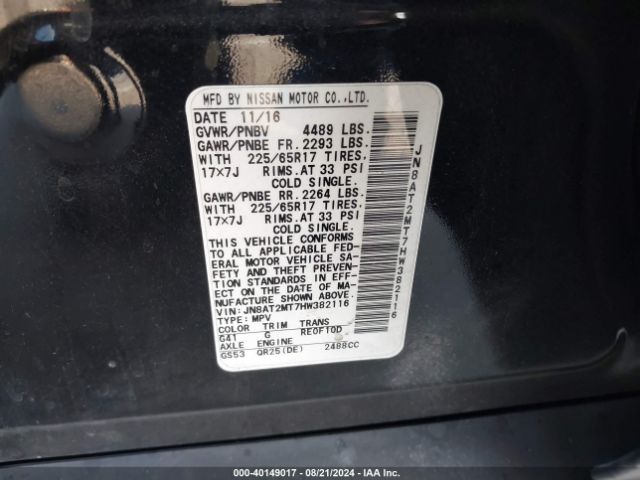 MFD BY NISSAN MOTOR CO.,LTD.
DATE 11/16
GVWR/PNBV 4489 LBS.
GAWR/PNBE FR. 2293 LBS.
WITH 225/65R17 TIRES,
17x7J RIMS.AT 33 PSI
COLD SINGLE.
GAWR/PNBE RR. 2264 LBS.
WITH 225/65R17 TIRES,
17x7J RIMS.AT 33 PSI
COLD SINGLE.
THIS VEHICLE CONFORMS
TO ALL APPLICABLE FED-
ERAL MOTOR VEHICLE SA-
FETY AND THEFT PREVEN-
TION STANDARDS IN EFF-
ECT ON THE DATE OF MA-
NUFACTURE SHOWN ABOVE.
VIN: JN8AT2MT7HW382116
TYPE: MPV
COLOR TRIM TRANS
G41 G RE0F10D
AXLE ENGINE
GS53 QR25(DE) 2488CC
JN8AT2MT7HW382116
000-40149017 - 08/21/2024 - IAA Inc.